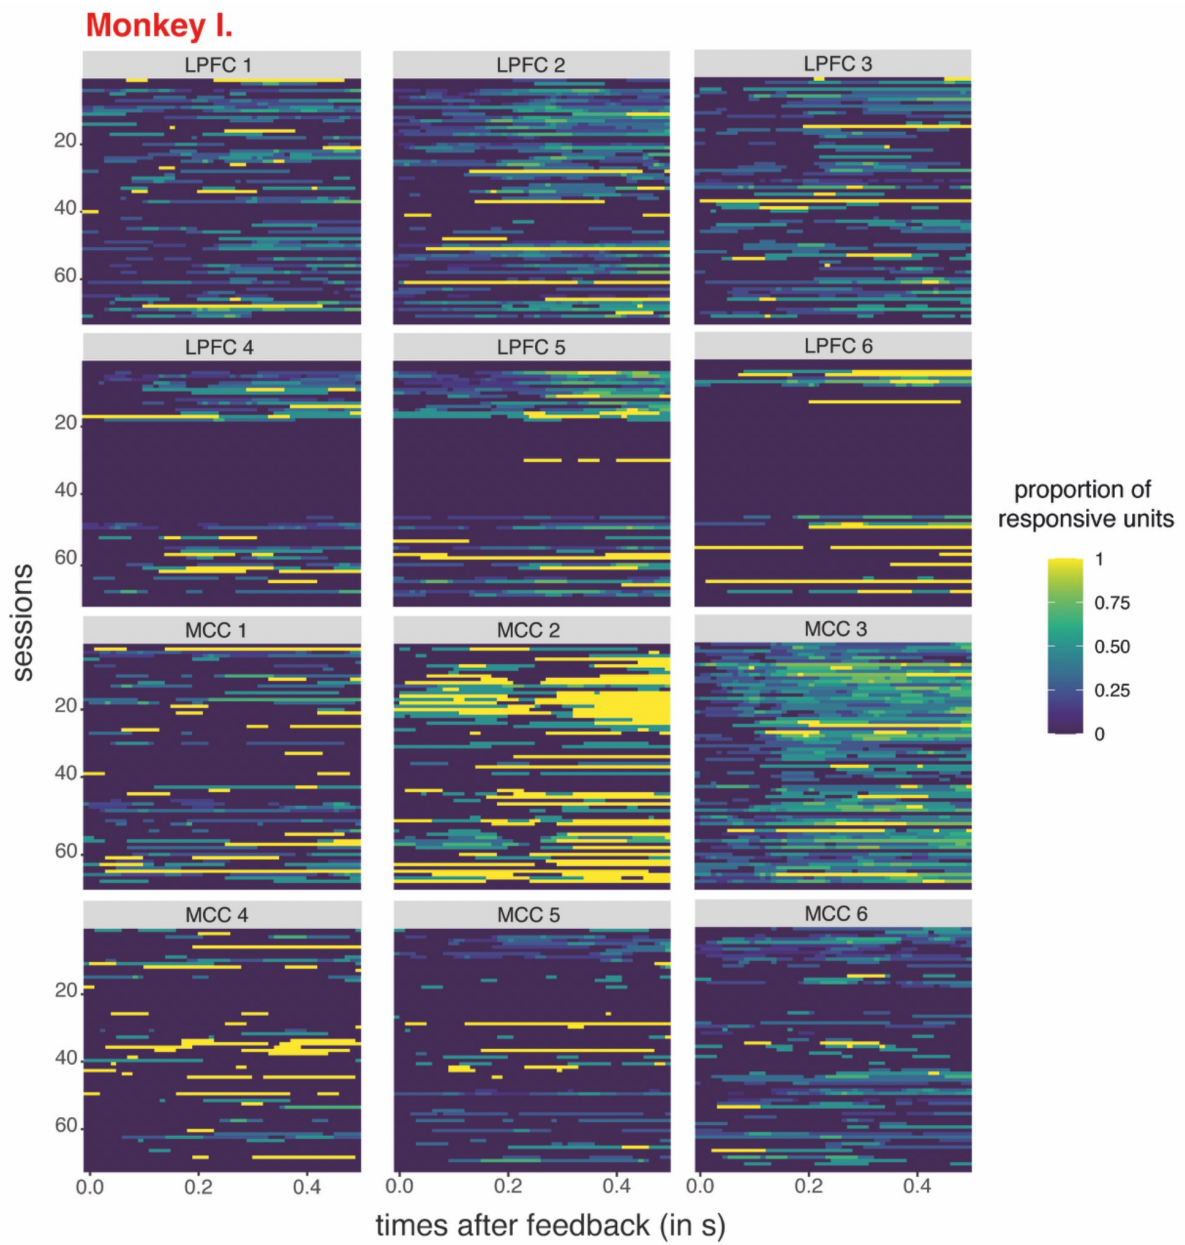 Monkey I.
LPFC 1
LPFC 2
LPFC 3
20
40
60
LPFC 4
LPFC 5
LPFC 6
20
40
60
proportion of
responsive units
1
0.75
0.50
0.25
0
sessions
MCC 1
MCC 2
MCC 3
20
40
60
MCC 4
MCC 5
MCC 6
20
40
60
0.0
0.2
0.4
0.0
0.2
0.4
0.0
0.2
0.4
times after feedback (in s)